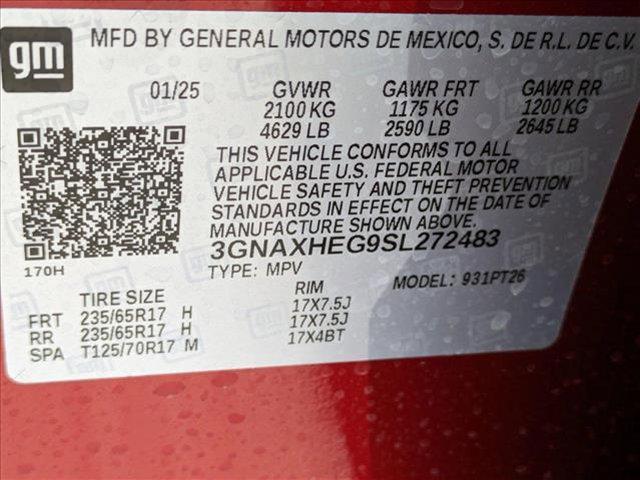 gm
MFD BY GENERAL MOTORS DE MEXICO, S. DE R.L. DE C.V.
01/25 GVWR GAWR FRT GAWR RR
2100 KG 1175 KG 1200 KG
4629 LB 2590 LB 2645 LB
THIS VEHICLE CONFORMS TO ALL
APPLICABLE U.S. FEDERAL MOTOR
VEHICLE SAFETY AND THEFT PREVENTION
STANDARDS IN EFFECT ON THE DATE OF
MANUFACTURE SHOWN ABOVE.
3GNAXHEG9SL272483
170H
TYPE: MPV MODEL: 931PT26
TIRE SIZE RIM
FRT 235/65R17 H 17X7.5J
RR 235/65R17 H 17X7.5J
SPA T125/70R17 M 17X4BT